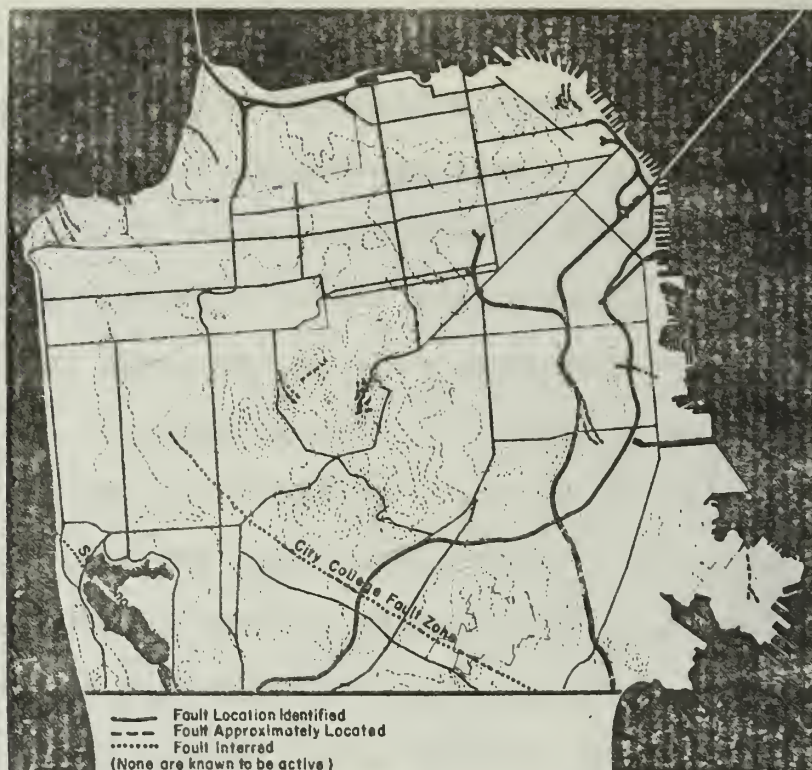 City College Fault Zone
Fault Location Identified
Fault Approximately Located
Fault Inferred
(None are known to be active)